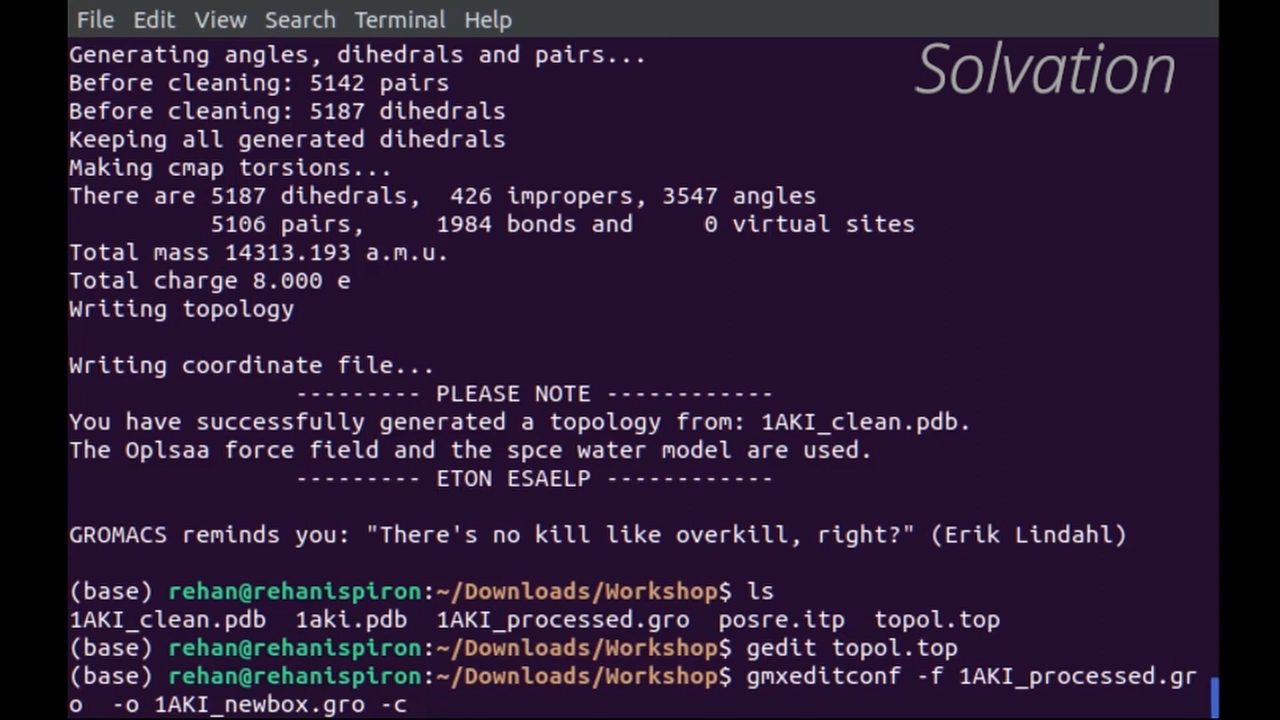 File Edit View Search Terminal Help
Solvation
Generating angles, dihedrals and pairs...
Before cleaning: 5142 pairs
Before cleaning: 5187 dihedrals
Keeping all generated dihedrals
Making cmap torsions...
There are 5187 dihedrals,  426 impropers, 3547 angles
          5106 pairs,     1984 bonds and     0 virtual sites
Total mass 14313.193 a.m.u.
Total charge 8.000 e
Writing topology
Writing coordinate file...
--------- PLEASE NOTE ------------
You have successfully generated a topology from: 1AKI_clean.pdb.
The Oplsaa force field and the spce water model are used.
--------- ETON ESAELP ------------
GROMACS reminds you: "There's no kill like overkill, right?" (Erik Lindahl)
(base) rehan@rehanispiron:~/Downloads/Workshop$ ls
1AKI_clean.pdb  1aki.pdb  1AKI_processed.gro  posre.itp  topol.top
(base) rehan@rehanispiron:~/Downloads/Workshop$ gedit topol.top
(base) rehan@rehanispiron:~/Downloads/Workshop$ gmxeditconf -f 1AKI_processed.gr
o  -o 1AKI_newbox.gro -c